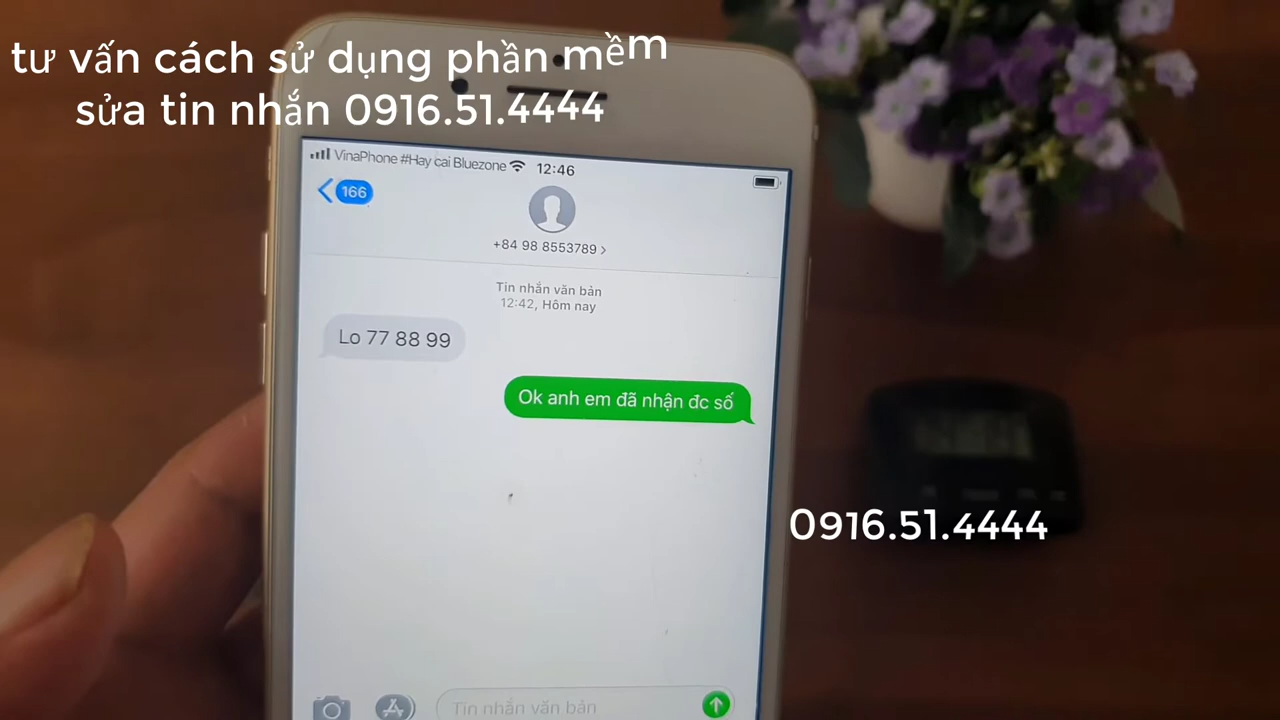 tư vấn cách sử dụng phần mềm
sửa tin nhắn 0916.51.4444
VinaPhone #Hay cai Bluezone 12:46
166
+84 98 8553789 >
Tin nhắn văn bản
12:42, Hôm nay
Lo 77 88 99
Ok anh em đã nhận đc số
0916.51.4444
Tin nhắn văn bản